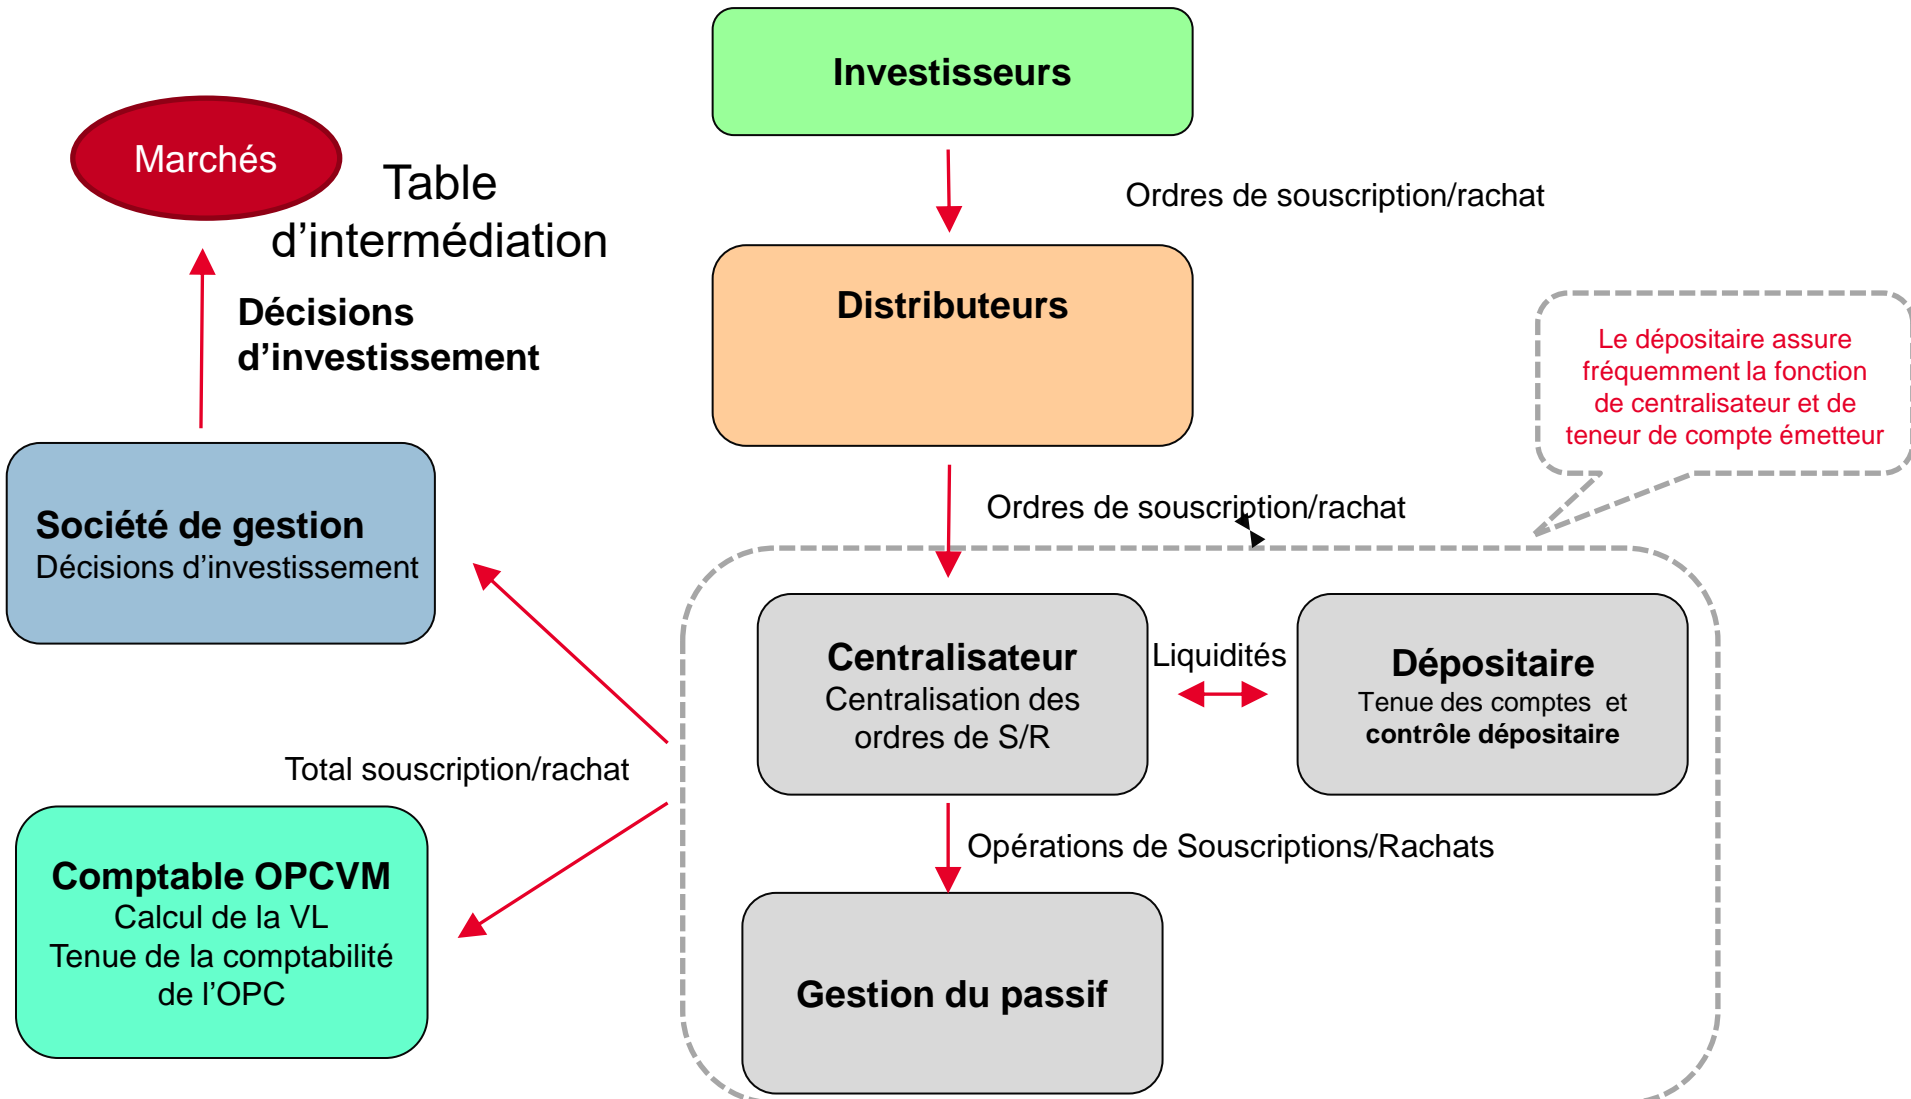 Investisseurs
Marchés
Table
d’intermédiation
Ordres de souscription/rachat
Décisions
d’investissement
Distributeurs
Le dépositaire assure
fréquemment la fonction
de centralisateur et de
teneur de compte émetteur
Société de gestion
Décisions d’investissement
Ordres de souscription/rachat
Centralisateur
Centralisation des
ordres de S/R
Liquidités
Dépositaire
Tenue des comptes et
contrôle dépositaire
Total souscription/rachat
Opérations de Souscriptions/Rachats
Comptable OPCVM
Calcul de la VL
Tenue de la comptabilité
de l’OPC
Gestion du passif